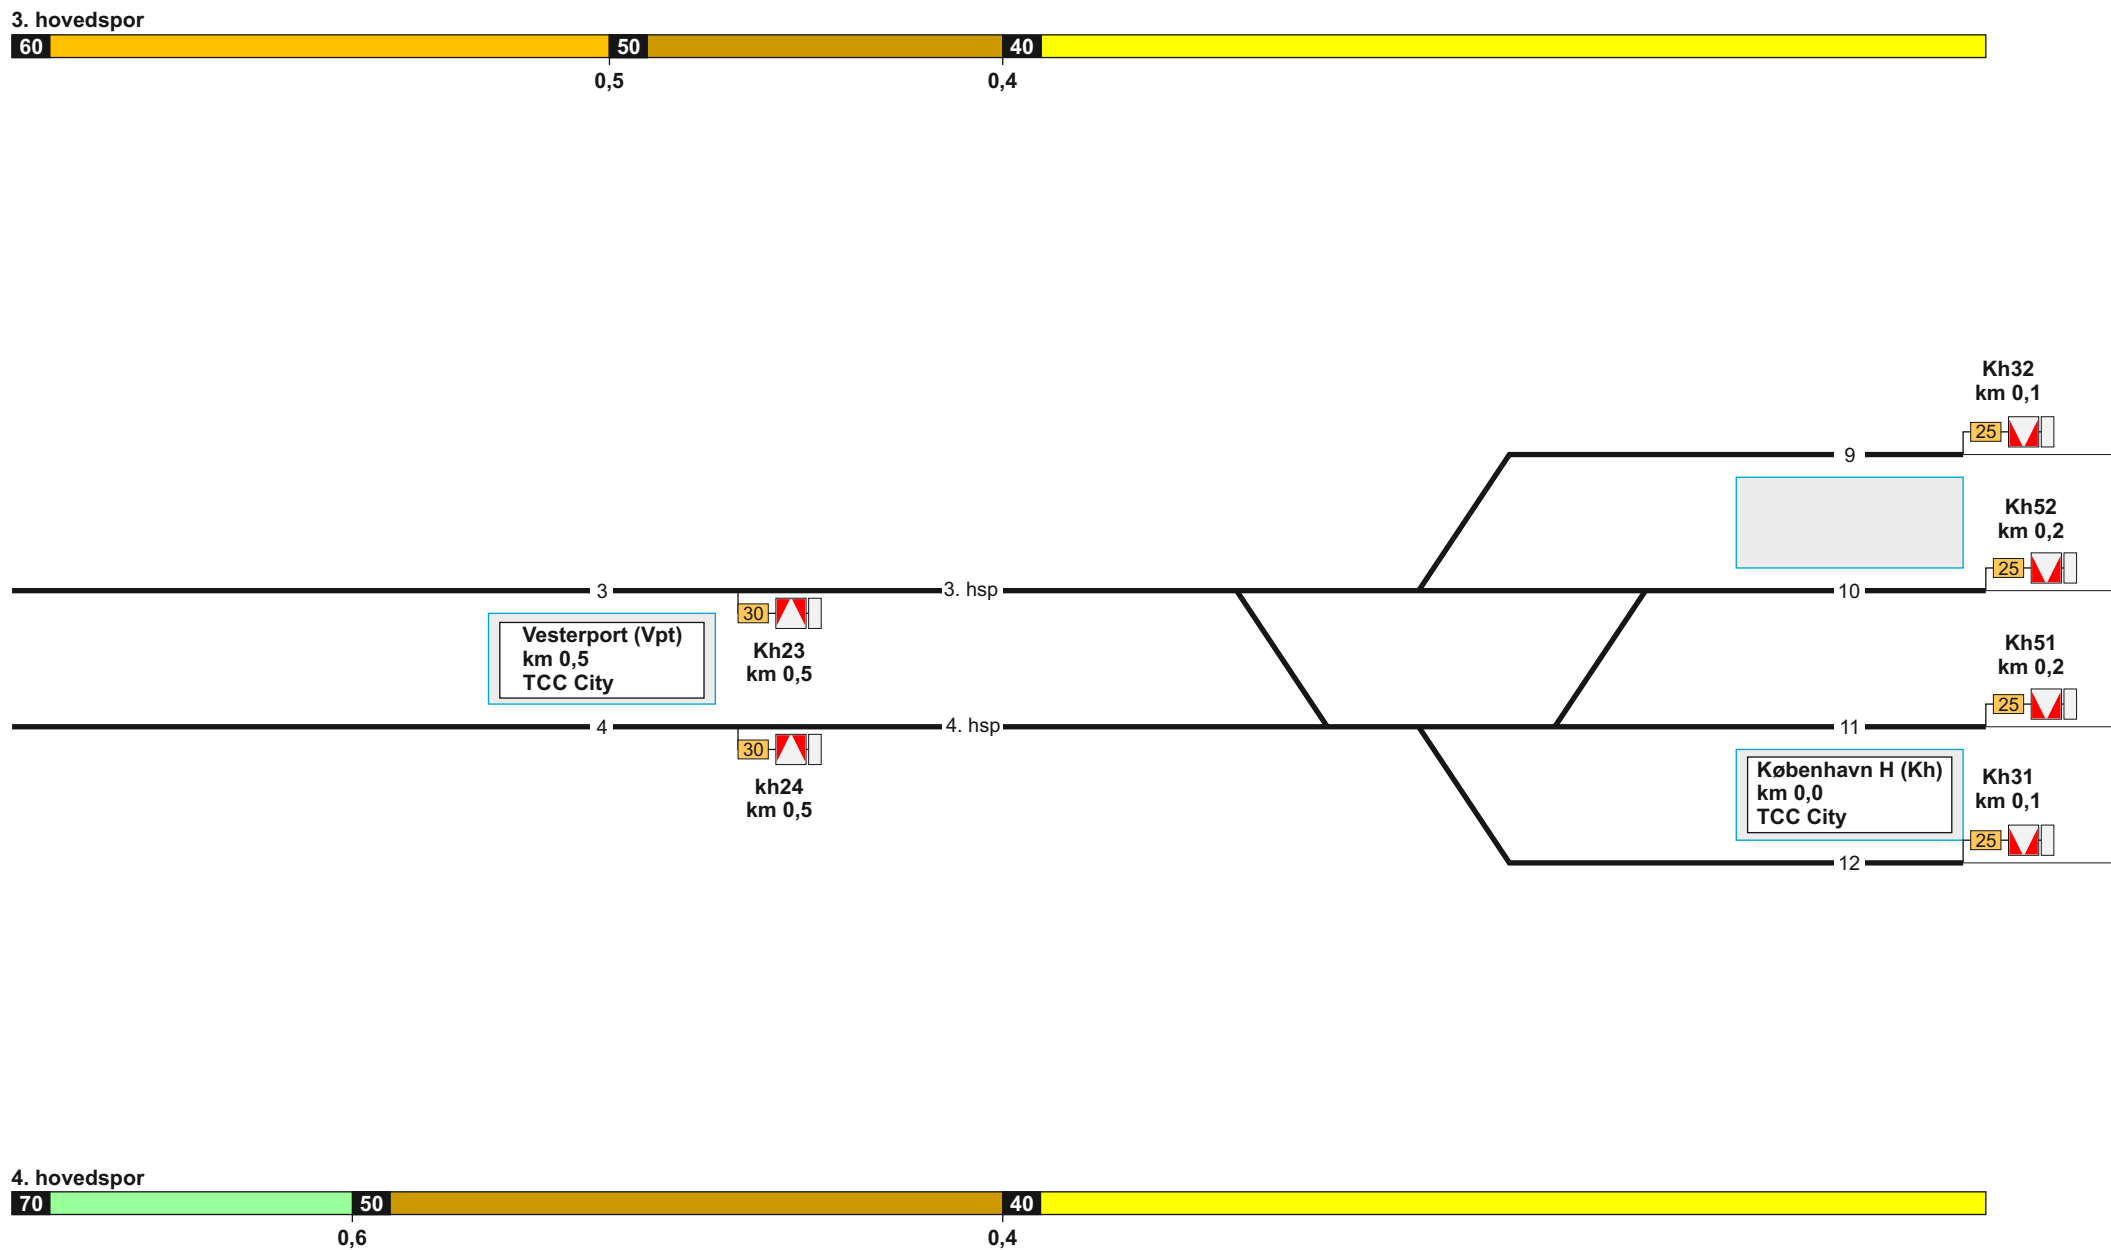 3. hovedspor
60 50 40
0,5 0,4
Kh32
km 0,1
25
9
Kh52
km 0,2
25
3 3. hsp 10
30
Vesterport (Vpt)
km 0,5
TCC City
Kh23
km 0,5
Kh51
km 0,2
25
4 4. hsp 11
30
kh24
km 0,5
København H (Kh)
km 0,0
TCC City
Kh31
km 0,1
25
12
4. hovedspor
70 50 40
0,6 0,4